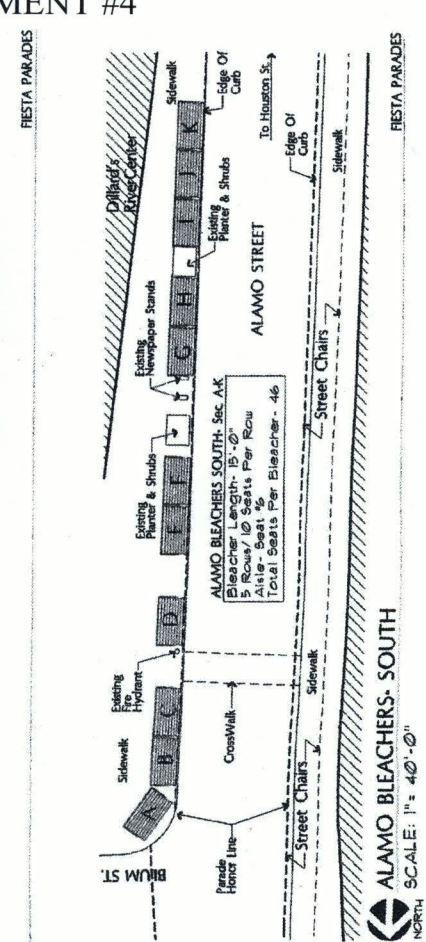 MENT #4
FIESTA PARADES
FIESTA PARADES
Dillard's
RiverCenter
Sidewalk
Edge Of
Curb
Existing
Planter & Shrubs
To Houston St.
Edge Of
Curb
Sidewalk
Existing
Newspaper Stands
ALAMO STREET
Street Chairs
Existing
Planter & Shrubs
A
B
C
D
E
F
G
H
I
J
K
ALAMO BLEACHERS SOUTH- Sec. A-K
Bleacher Length- 15'-0"
5 Rows/ 10 Seats Per Row
Aisle- Seat #6
Total Seats Per Bleacher- 46
Existing
Fire
Hydrant
Sidewalk
CrossWalk
Sidewalk
BLUM ST.
Parade
Honor Line
Street Chairs
NORTH
ALAMO BLEACHERS- SOUTH
SCALE: 1" = 40'-0"